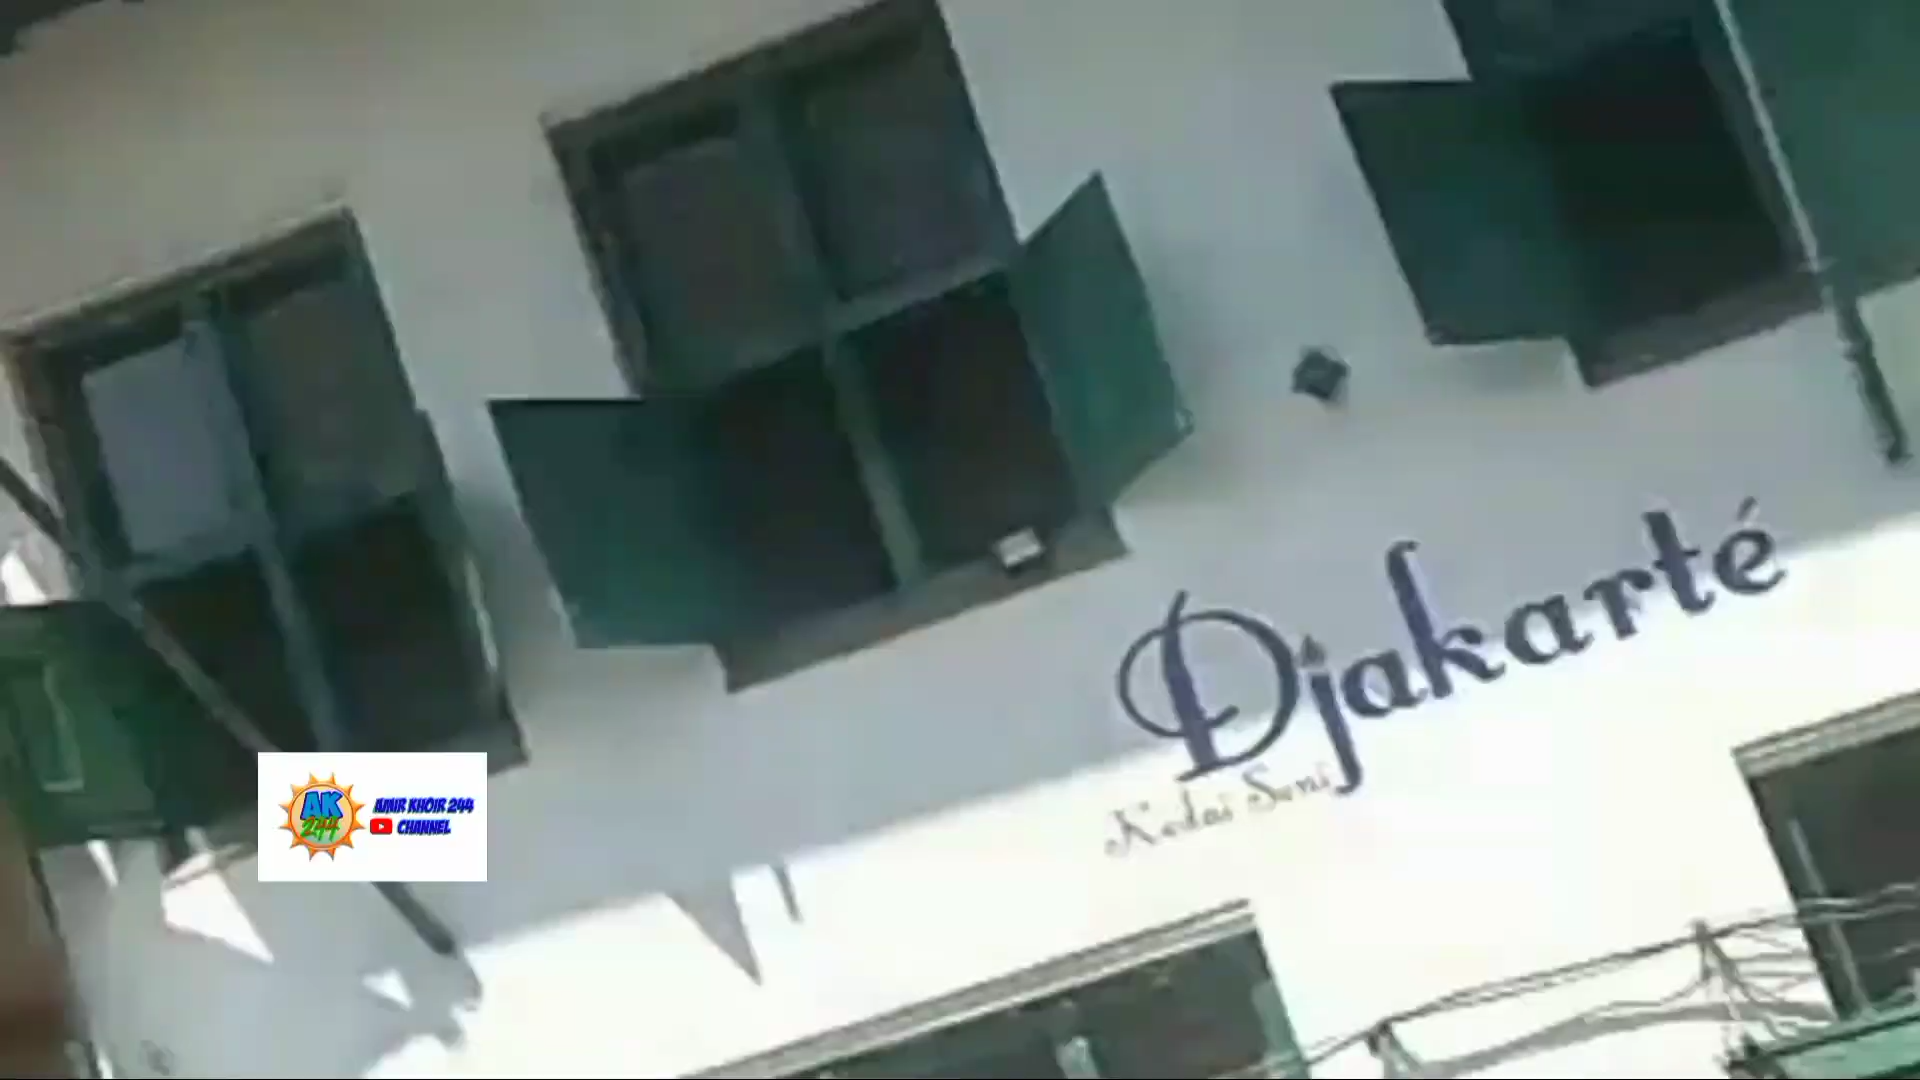 Djakarté
Kedai Seni
AK
244
AMIR KHOIR 244
CHANNEL